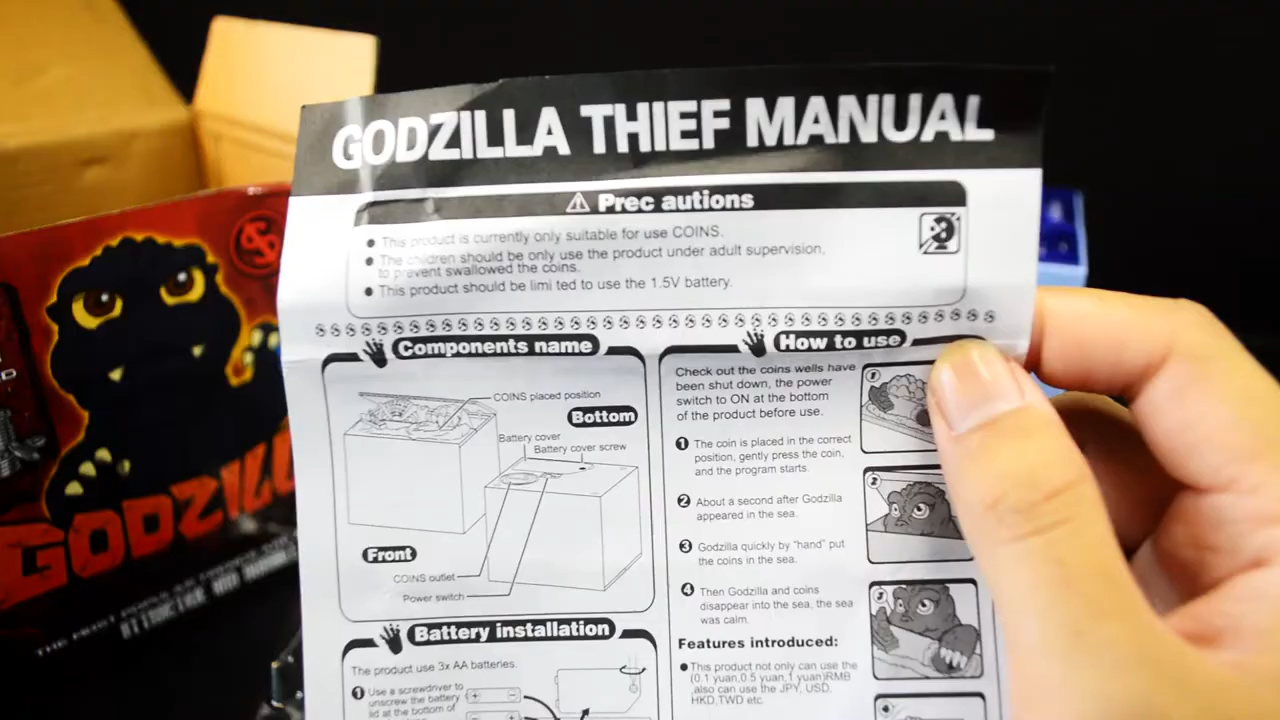 GODZILLA THIEF MANUAL
Prec autions
● This product is currently only suitable for use COINS.
● The children should be only use the product under adult supervision,
to prevent swallowed the coins.
● This product should be limi ted to use the 1.5V battery.
Components name
COINS placed position
Bottom
Battery cover
Battery cover screw
Front
COINS outlet
Power switch
Battery installation
The product use 3x AA batteries.
1 Use a screwdriver to
unscrew the battery
lid at the bottom of
How to use
Check out the coins wells have
been shut down, the power
switch to ON at the bottom
of the product before use.
1 The coin is placed in the correct
position, gently press the coin,
and the program starts.
2 About a second after Godzilla
appeared in the sea.
3 Godzilla quickly by "hand" put
the coins in the sea.
4 Then Godzilla and coins
disappear into the sea, the sea
was calm.
Features introduced:
● This product not only can use the
(0.1 yuan,0.5 yuan,1 yuan)RMB
,also can use the JPY, USD,
HKD,TWD etc.
1
2
3
GODZILL